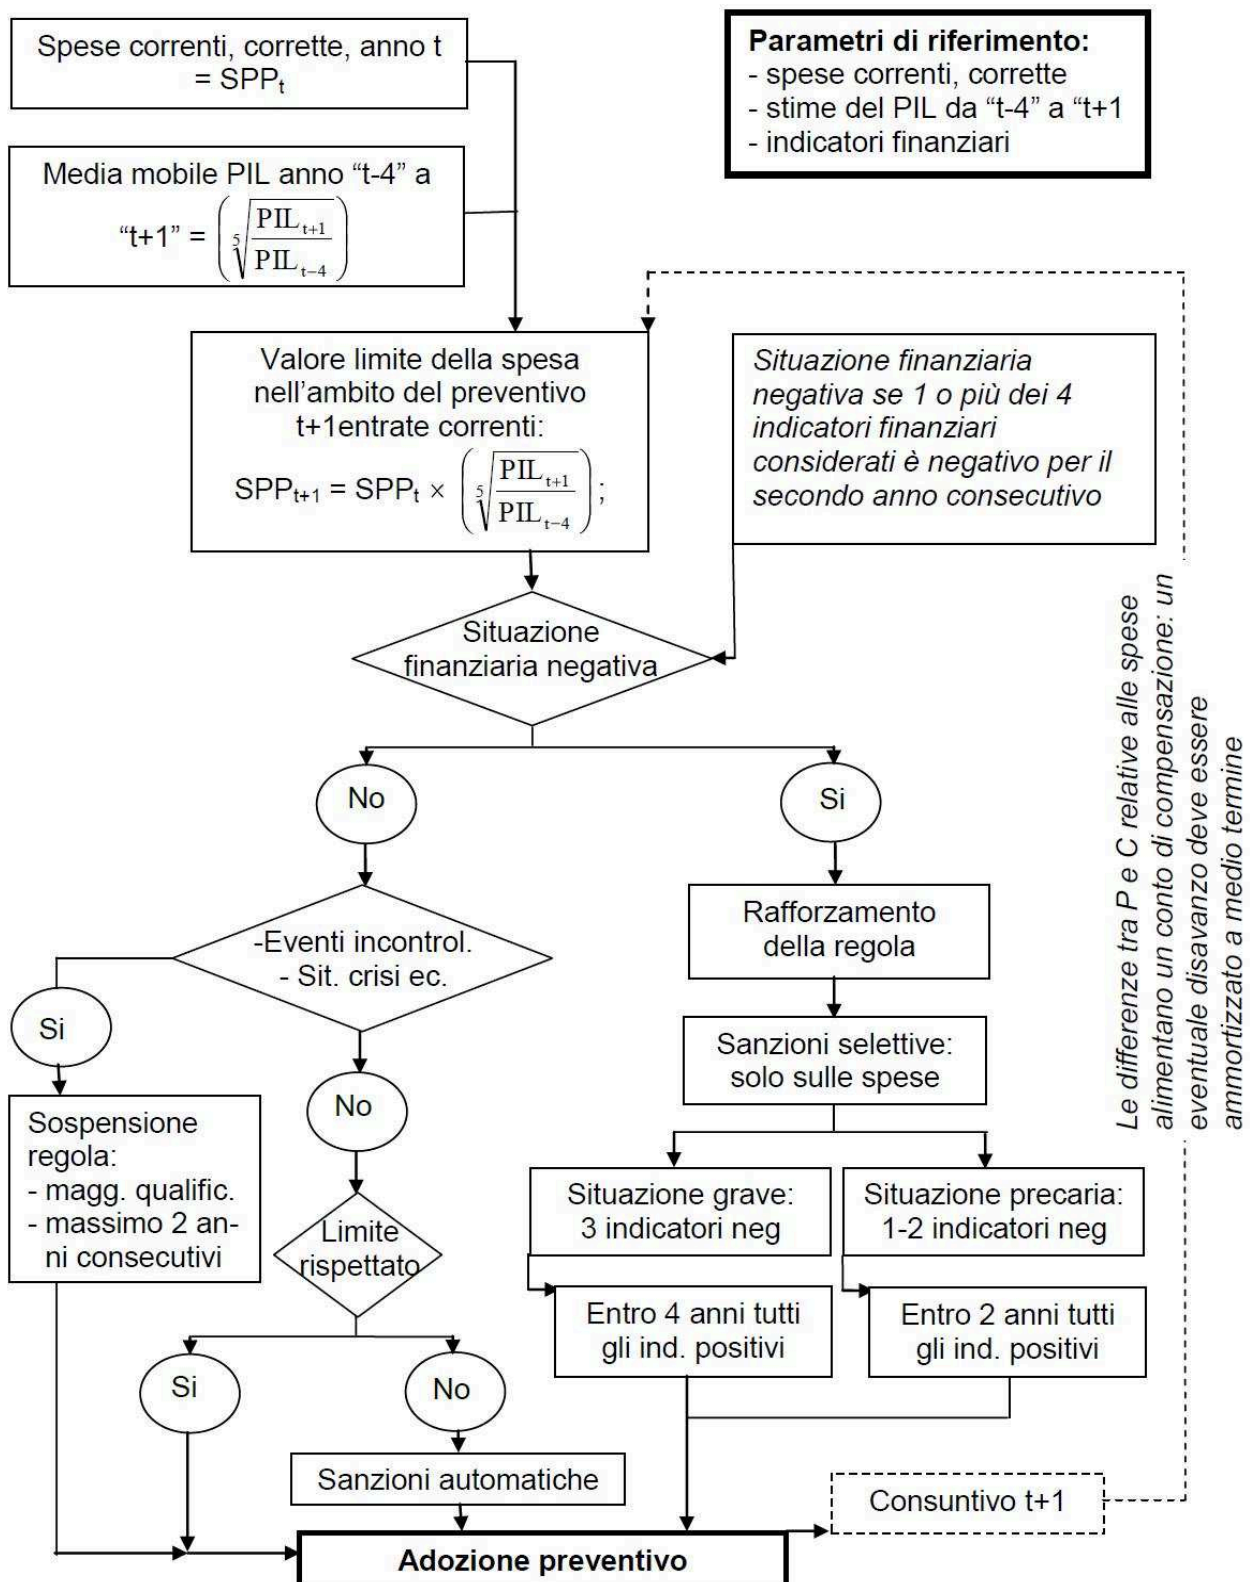 Spese correnti, corrette, anno t
= SPPt
Parametri di riferimento:
- spese correnti, corrette
- stime del PIL da “t-4” a “t+1
- indicatori finanziari
Media mobile PIL anno “t-4” a
“t+1” = (⁵√(PILt+1 / PILt−4))
Valore limite della spesa
nell’ambito del preventivo
t+1entrate correnti:
SPPt+1 = SPPt × (⁵√(PILt+1 / PILt−4)) ;
Situazione finanziaria
negativa se 1 o più dei 4
indicatori finanziari
considerati è negativo per il
secondo anno consecutivo
Situazione
finanziaria negativa
No
Si
-Eventi incontrol.
- Sit. crisi ec.
Rafforzamento
della regola
Si
No
Sanzioni selettive:
solo sulle spese
Sospensione
regola:
- magg. qualific.
- massimo 2 an-
ni consecutivi
Limite
rispettato
Situazione grave:
3 indicatori neg
Situazione precaria:
1-2 indicatori neg
Entro 4 anni tutti
gli ind. positivi
Entro 2 anni tutti
gli ind. positivi
Si
No
Sanzioni automatiche
Adozione preventivo
Consuntivo t+1
Le differenze tra P e C relative alle spese
alimentano un conto di compensazione: un
eventuale disavanzo deve essere
ammortizzato a medio termine